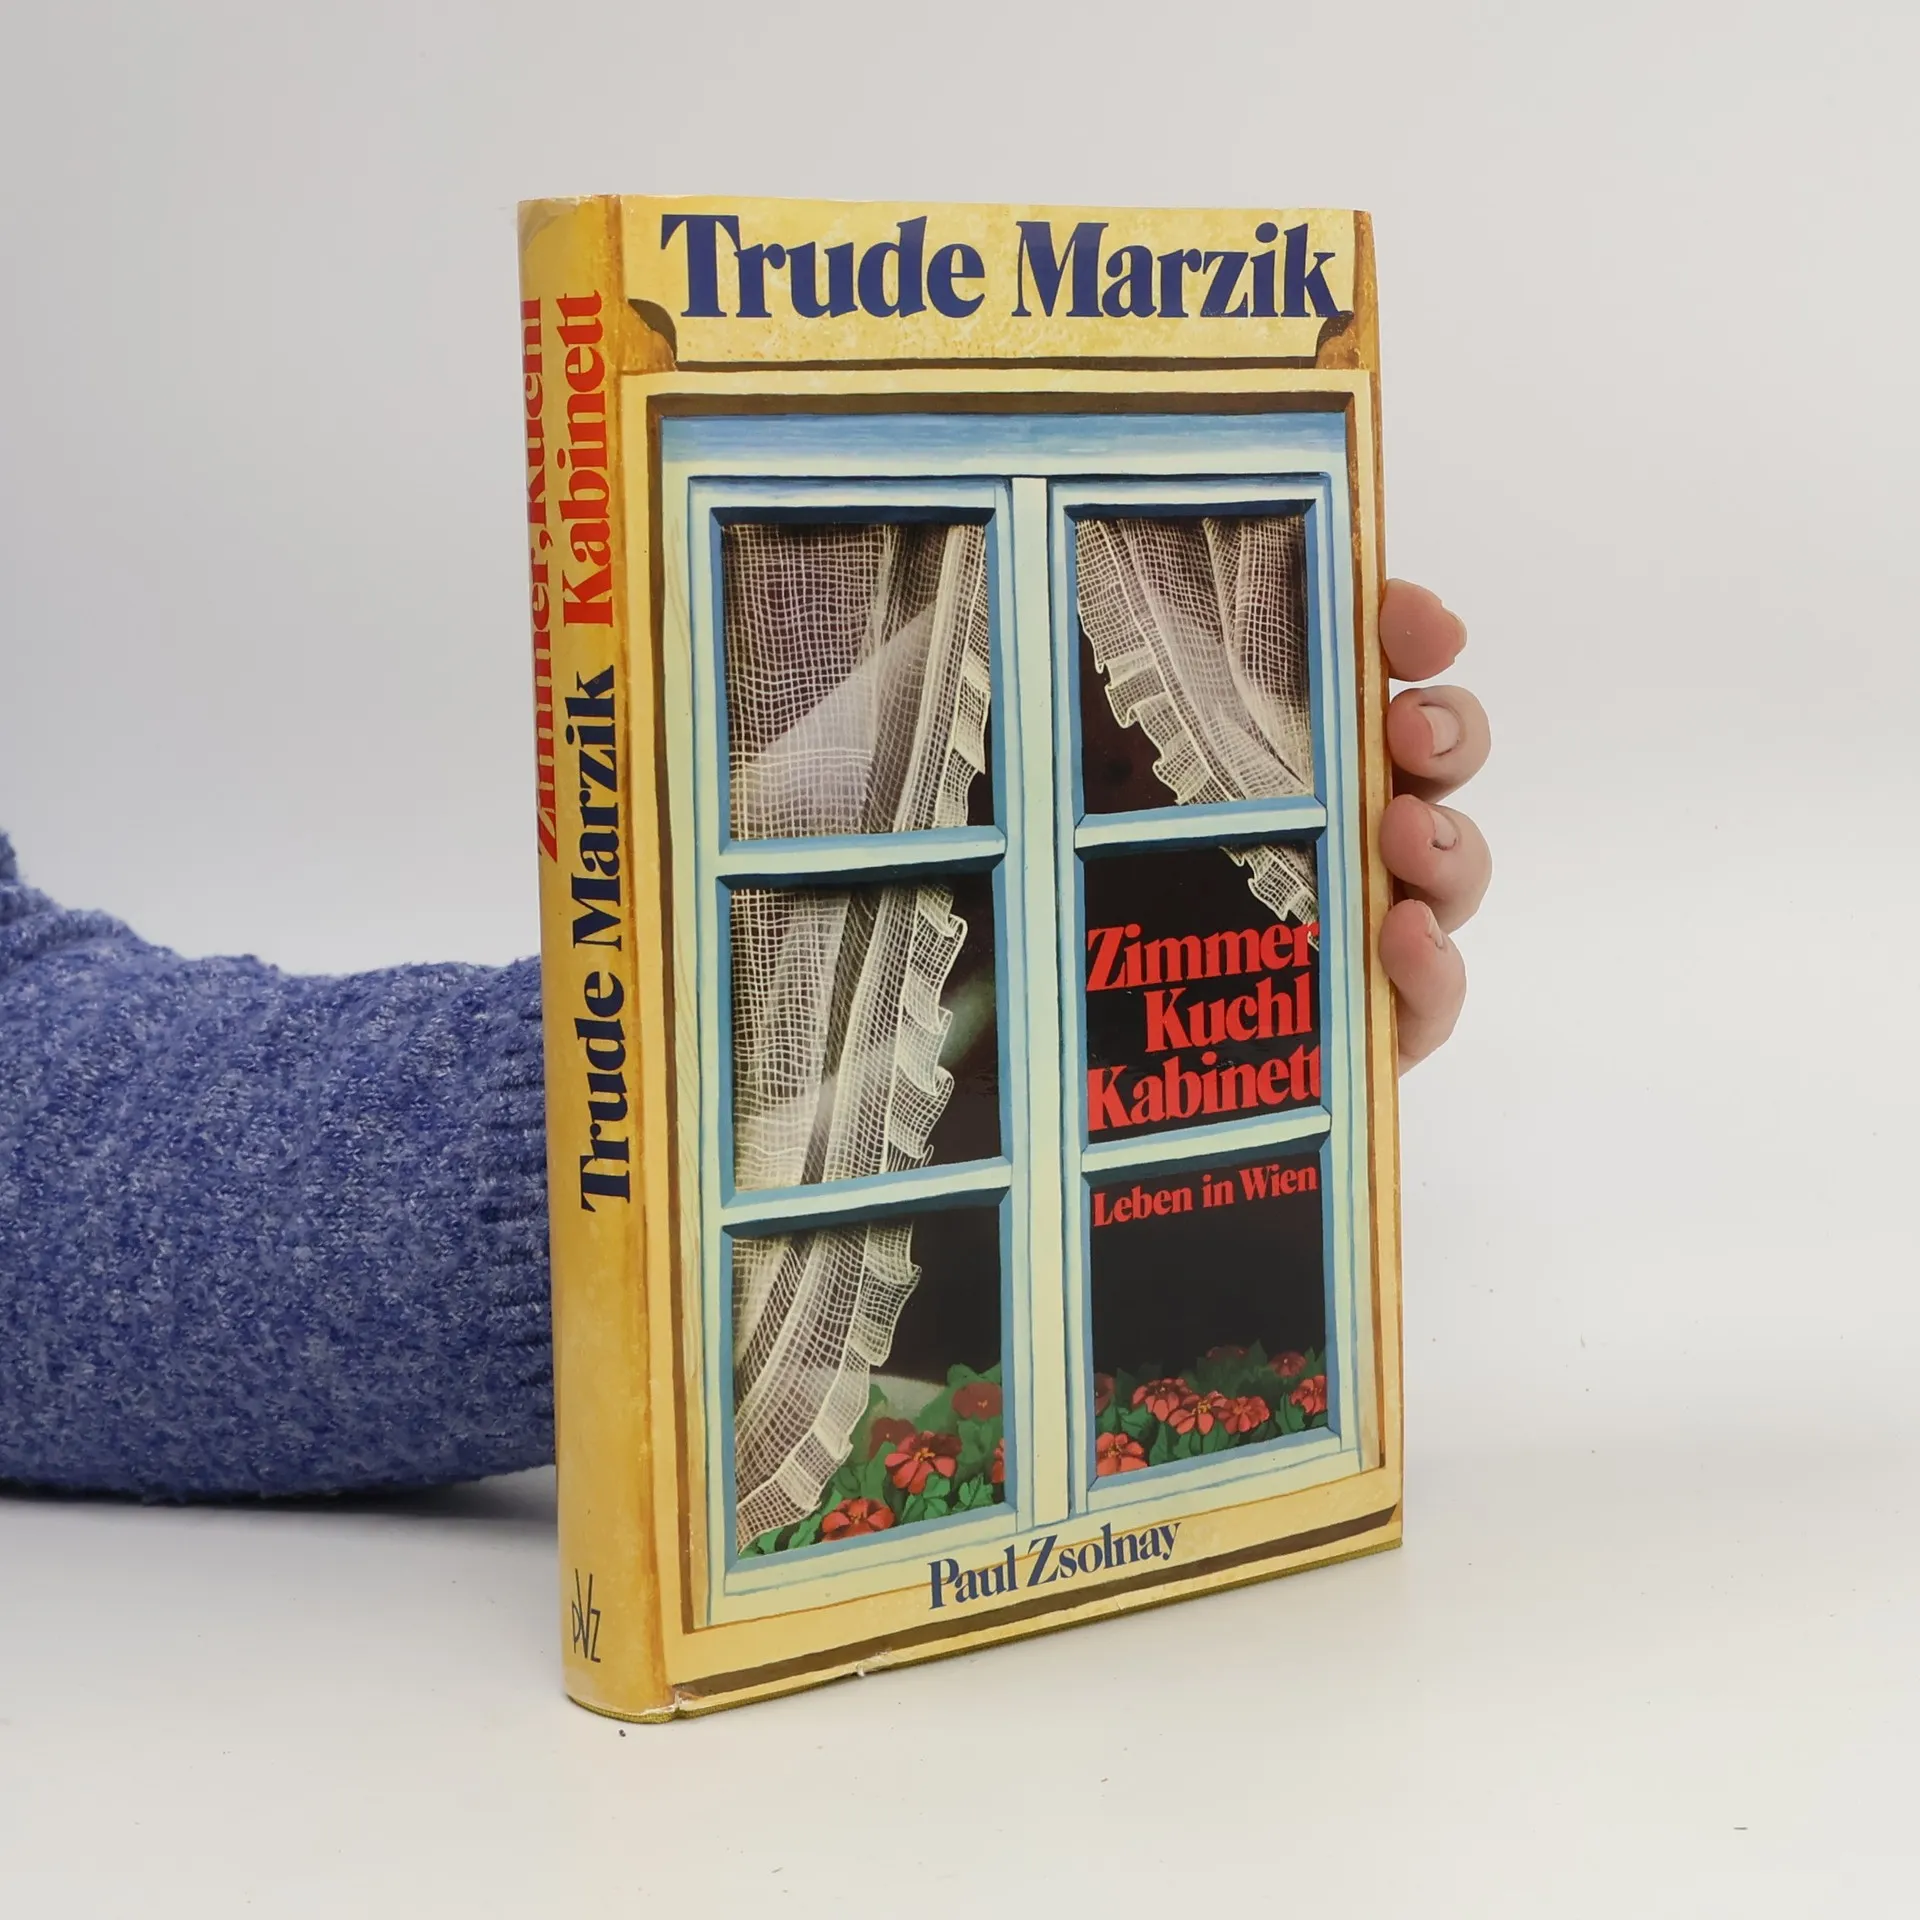 Trude Marzik
Zimmer
Kuchl
Kabinett
Leben in Wien
Paul Zsolnay
Zimmer, Kuchl
Kabinett
Trude Marzik
PVZ